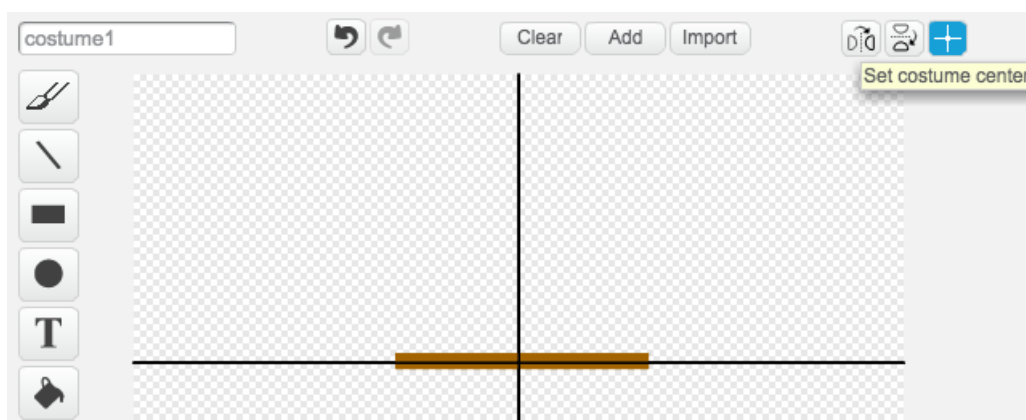 costume1
Clear
Add
Import
Set costume center
T